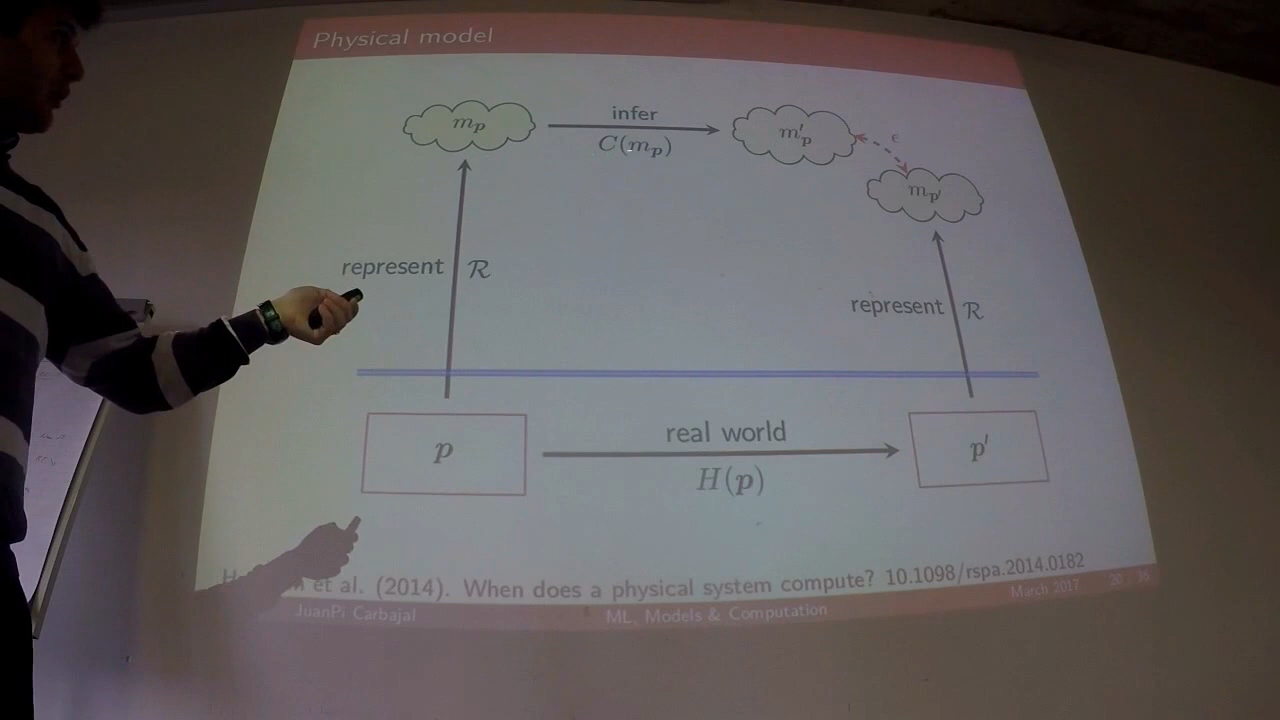 Physical model
m_p
infer
C(m_p)
m'_p
ϵ
m_{p'}
represent R
represent R
p
real world
H(p)
p'
et al. (2014). When does a physical system compute? 10.1098/rspa.2014.0182
JuanPi Carbajal ML, Models & Computation March 2017